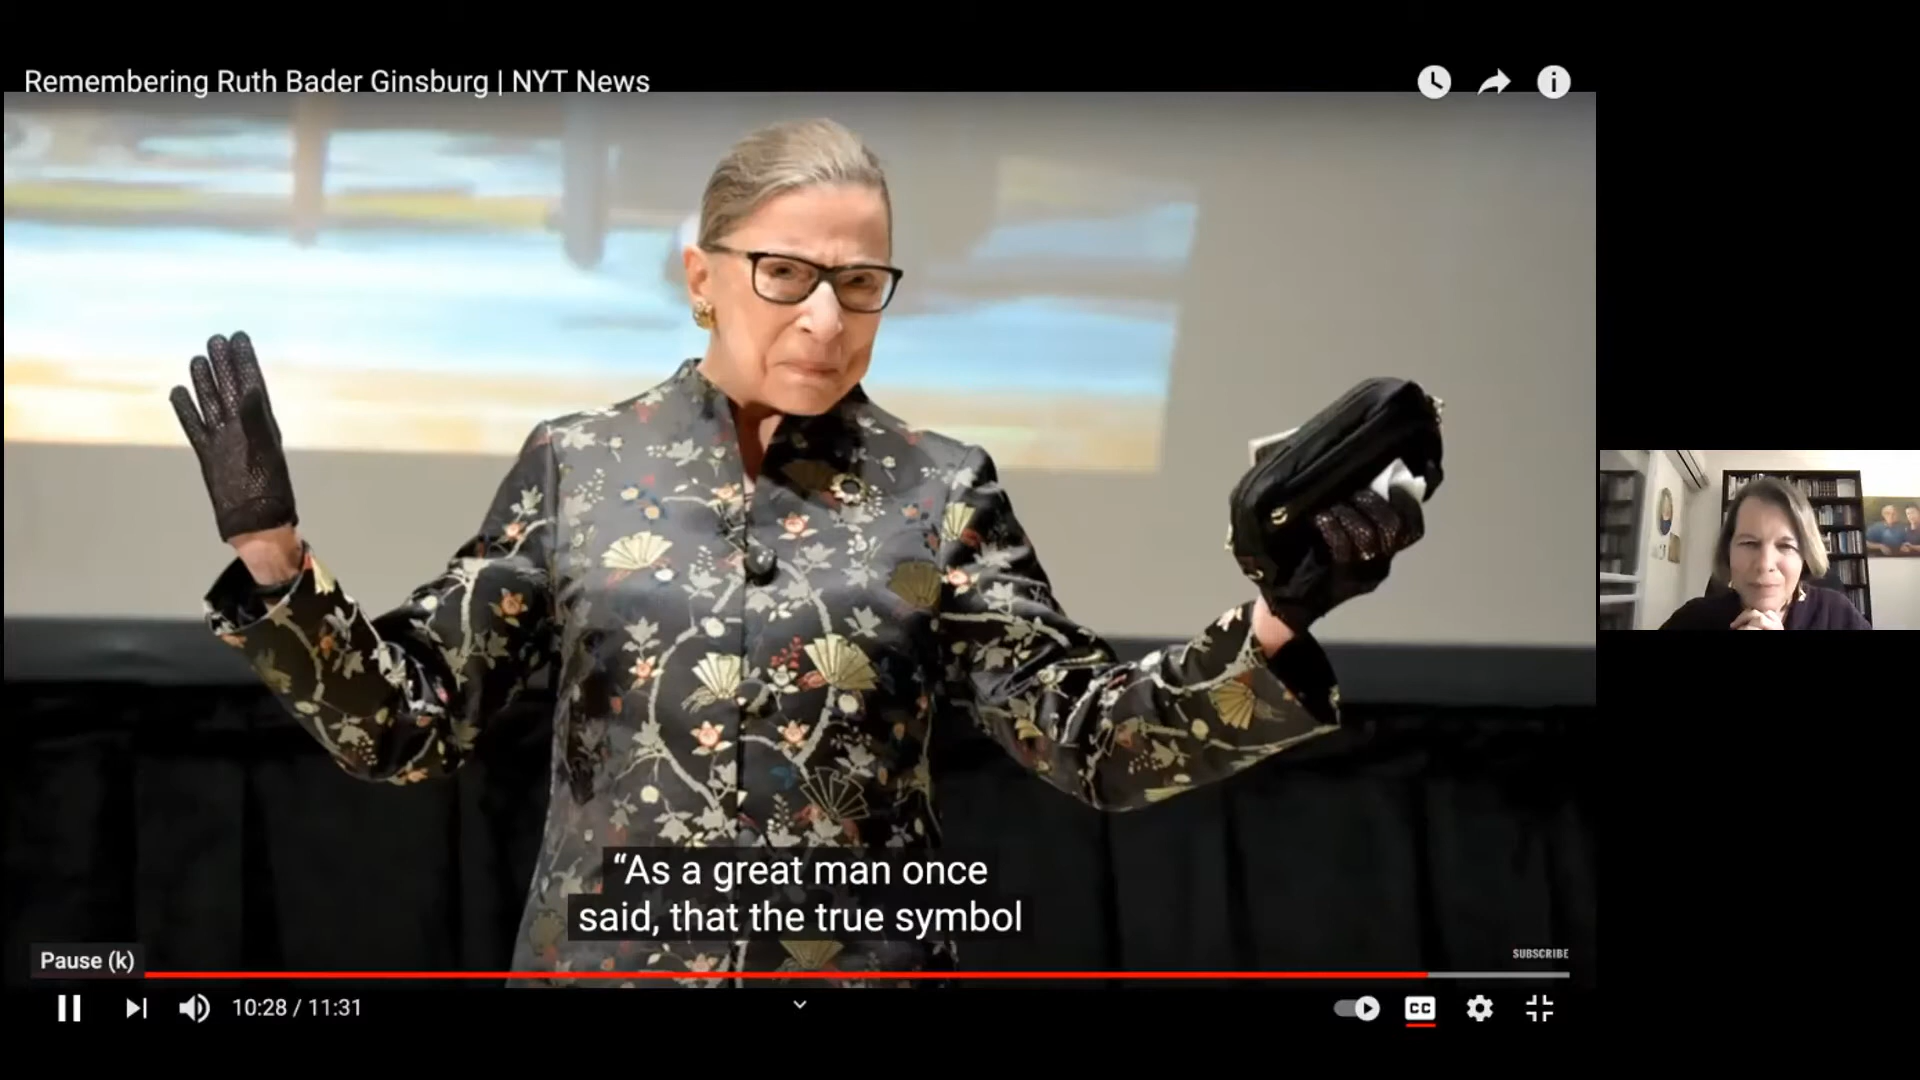 Remembering Ruth Bader Ginsburg | NYT News
“As a great man once
said, that the true symbol
Pause (k)
SUBSCRIBE
10:28 / 11:31
CC